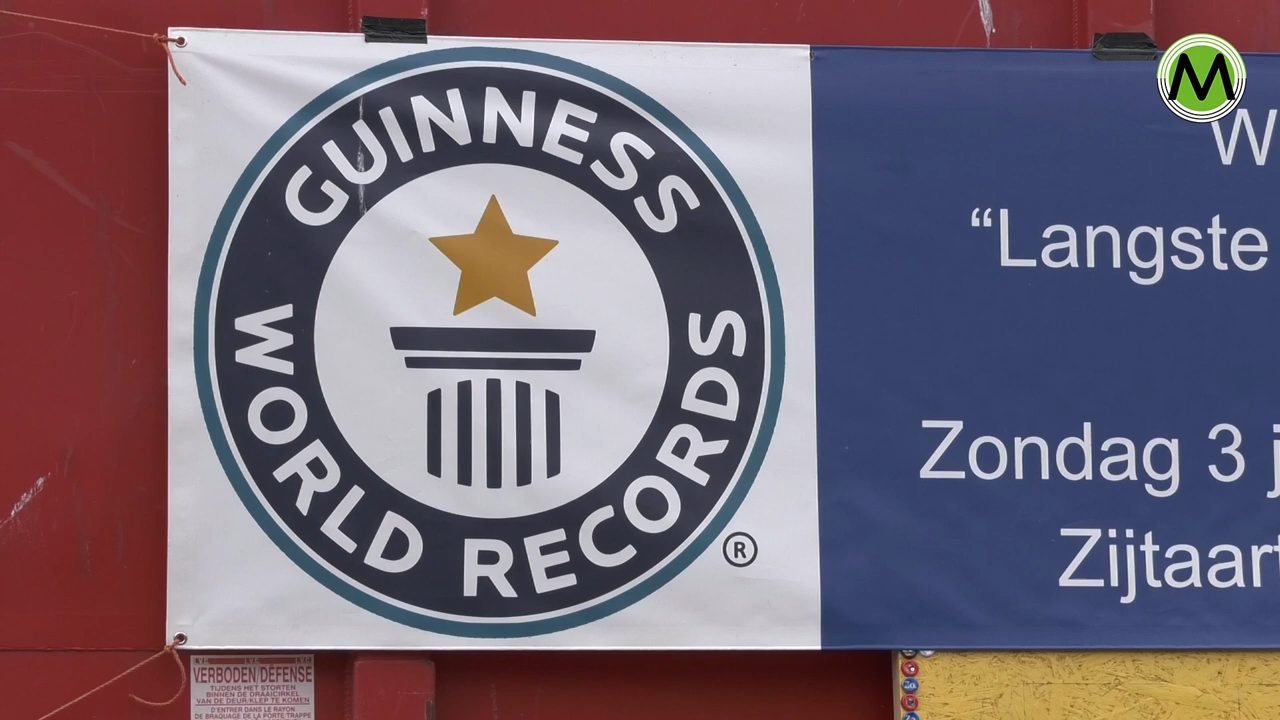 GUINNESS
WORLD RECORDS
®
M
W
“Langste
Zondag 3 j
Zijtaart
VERBODEN/DÉFENSE
TIJDENS HET STORTEN
BINNEN DE DRAAICIRKEL
VAN DE DEUR/KLEP TE KOMEN
D'ENTRER DANS LE RAYON
DE BRAQUAGE DE LA PORTE/TRAPPE